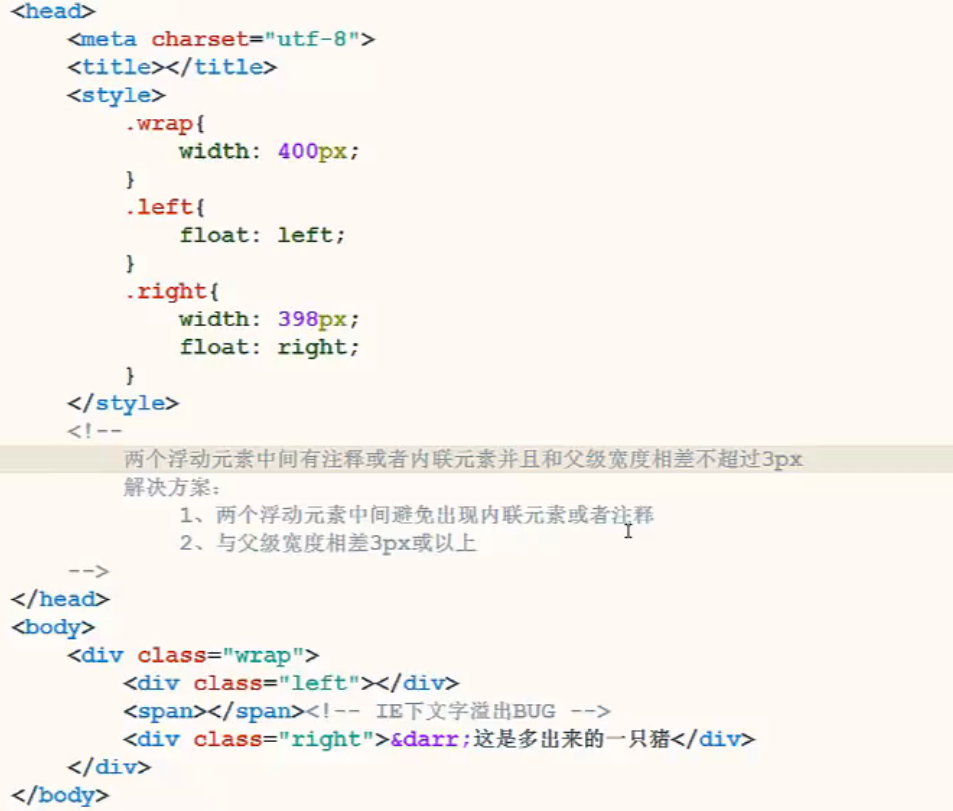 <head>
    <meta charset="utf-8">
    <title></title>
    <style>
        .wrap{
            width: 400px;
        }
        .left{
            float: left;
        }
        .right{
            width: 398px;
            float: right;
        }
    </style>
    <!--
        两个浮动元素中间有注释或者内联元素并且和父级宽度相差不超过3px
        解决方案:
            1、两个浮动元素中间避免出现内联元素或者注释
            2、与父级宽度相差3px或以上
    -->
</head>
<body>
    <div class="wrap">
        <div class="left"></div>
        <span></span><!-- IE下文字溢出BUG -->
        <div class="right">&darr;这是多出来的一只猪</div>
    </div>
</body>